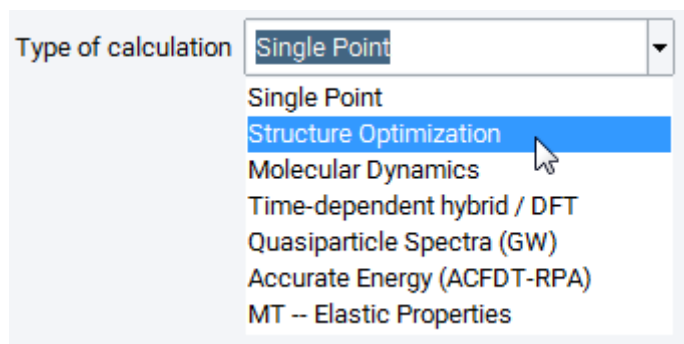 Type of calculation Single Point
Single Point
Structure Optimization
Molecular Dynamics
Time-dependent hybrid / DFT
Quasiparticle Spectra (GW)
Accurate Energy (ACFDT-RPA)
MT -- Elastic Properties